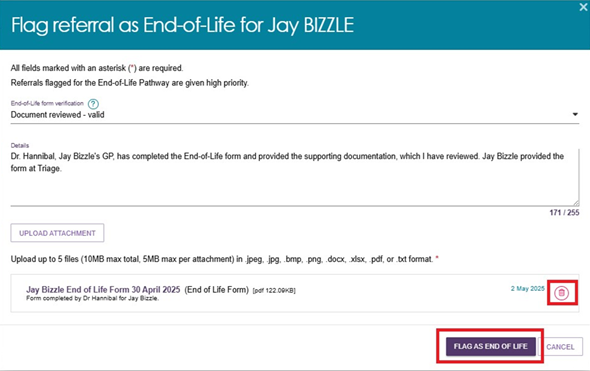 Flag referral as End-of-Life for Jay BIZZLE
All fields marked with an asterisk (*) are required.
Referrals flagged for the End-of-Life Pathway are given high priority.
End-of-Life form verification ?
Document reviewed - valid
Details
Dr. Hannibal, Jay Bizzle's GP, has completed the End-of-Life form and provided the supporting documentation, which I have reviewed. Jay Bizzle provided the
form at Triage.
171 / 255
UPLOAD ATTACHMENT
Upload up to 5 files (10MB max total, 5MB max per attachment) in .jpeg, .jpg, .bmp, .png, .docx, .xlsx, .pdf, or .txt format. *
Jay Bizzle End of Life Form 30 April 2025 (End of Life Form) [pdf 122.09KB] 2 May 2025
Form completed by Dr Hannibal for Jay Bizzle.
FLAG AS END OF LIFE CANCEL